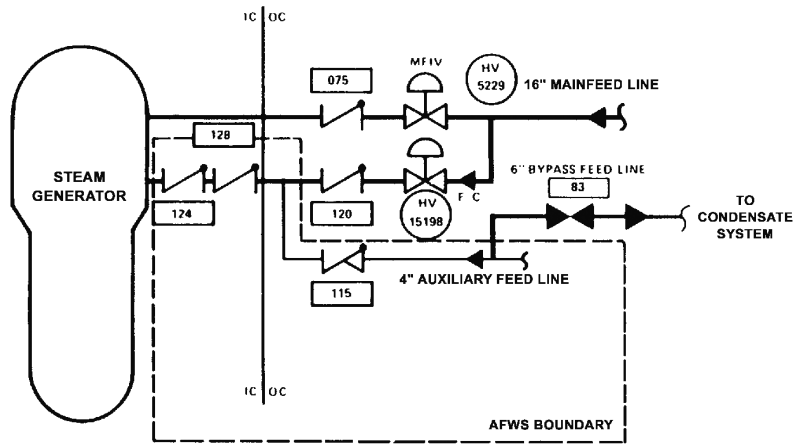 IC OC
MFIV
HV
5229
075
16" MAINFEED LINE
128
STEAM
GENERATOR
6" BYPASS FEED LINE
83
F C
124
120
HV
15198
TO
CONDENSATE
SYSTEM
4" AUXILIARY FEED LINE
115
IC OC
AFWS BOUNDARY